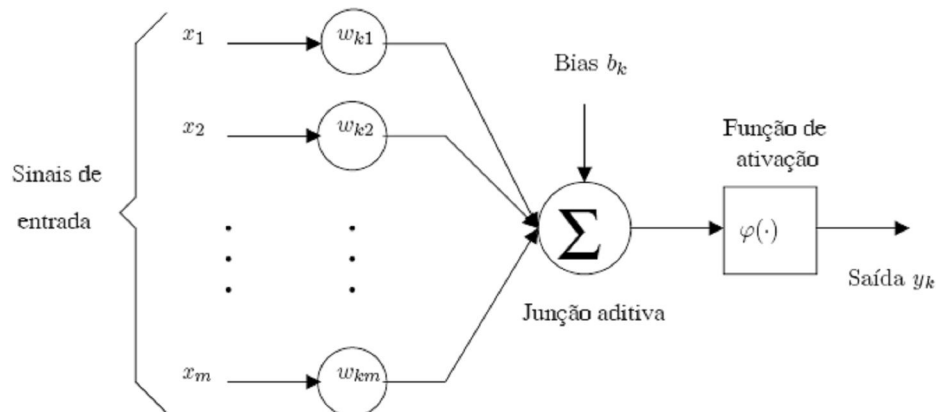 Sinais de
entrada
x1
wk1
x2
wk2
xm
wkm
Bias bk
Σ
Junção aditiva
Função de
ativação
φ(·)
Saída yk